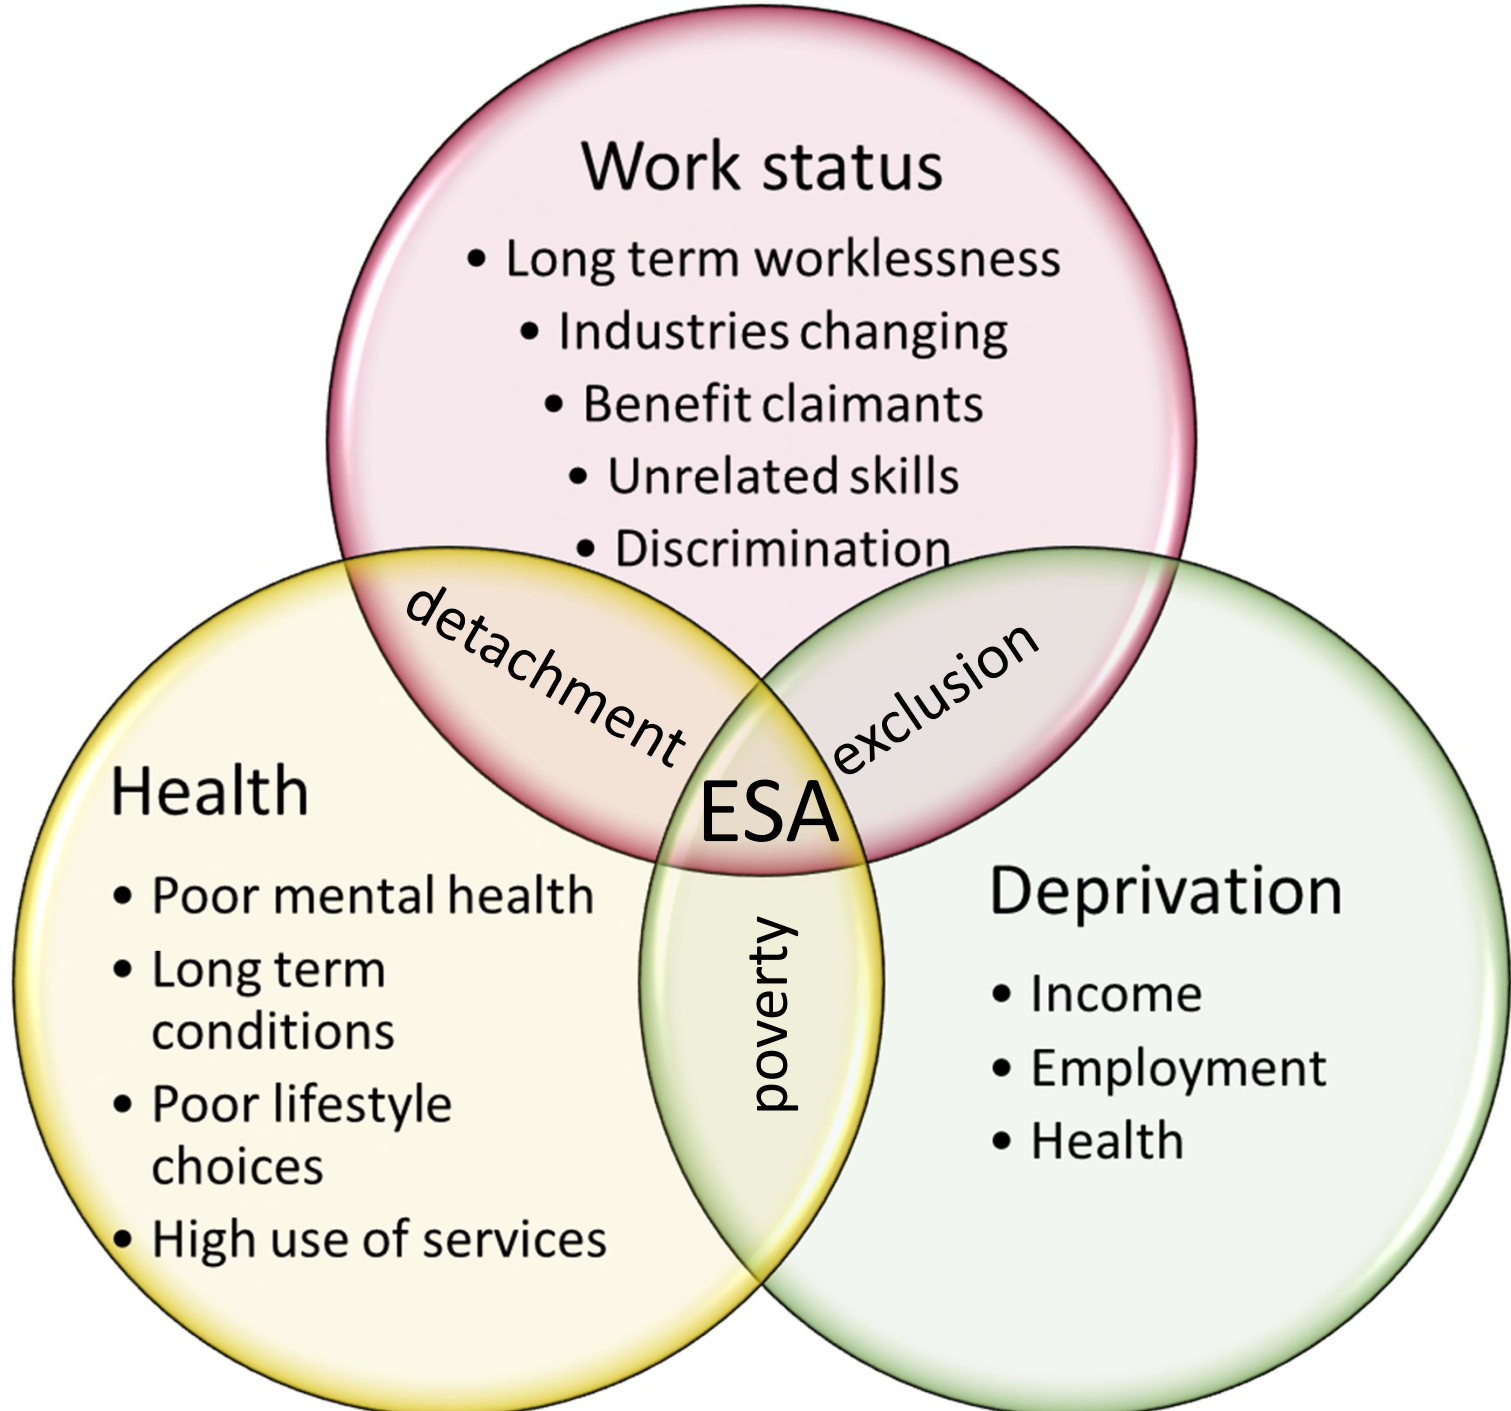 Work status
• Long term worklessness
• Industries changing
• Benefit claimants
• Unrelated skills
• Discrimination
detachment
exclusion
ESA
poverty
Health
• Poor mental health
• Long term
conditions
• Poor lifestyle
choices
• High use of services
Deprivation
• Income
• Employment
• Health